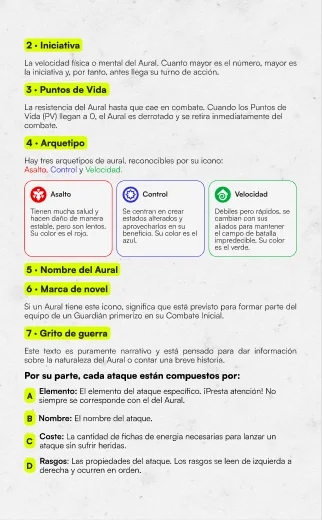 2 · Iniciativa
La velocidad física o mental del Aural. Cuanto mayor es el número, mayor es
la iniciativa y, por tanto, antes llega su turno de acción.
3 · Puntos de Vida
La resistencia del Aural hasta que cae en combate. Cuando los Puntos de
Vida (PV) llegan a 0, el Aural es derrotado y se retira inmediatamente del
combate.
4 · Arquetipo
Hay tres arquetipos de aural, reconocibles por su icono:
Asalto, Control y Velocidad.
Asalto
Tienen mucha salud y
hacen daño de manera
estable, pero son lentos.
Su color es el rojo.
Control
Se centran en crear
estados alterados y
aprovecharlos en su
beneficio. Su color es el
azul.
Velocidad
Debiles pero rápidos, se
cambian con sus
aliados para mantener
el campo de batalla
impredecible. Su color
es el verde.
5 · Nombre del Aural
6 · Marca de novel
Si un Aural tiene este icono, significa que está previsto para formar parte del
equipo de un Guardián primerizo en su Combate Inicial.
7 · Grito de guerra
Este texto es puramente narrativo y está pensado para dar información
sobre la naturaleza del Aural o contar una breve historia.
Por su parte, cada ataque están compuestos por:
A Elemento: El elemento del ataque específico. ¡Presta atención! No
siempre se corresponde con el del Aural.
B Nombre: El nombre del ataque.
C Coste: La cantidad de fichas de energía necesarias para lanzar un
ataque sin sufrir heridas.
D Rasgos: Las propiedades del ataque. Los rasgos se leen de izquierda a
derecha y ocurren en orden.